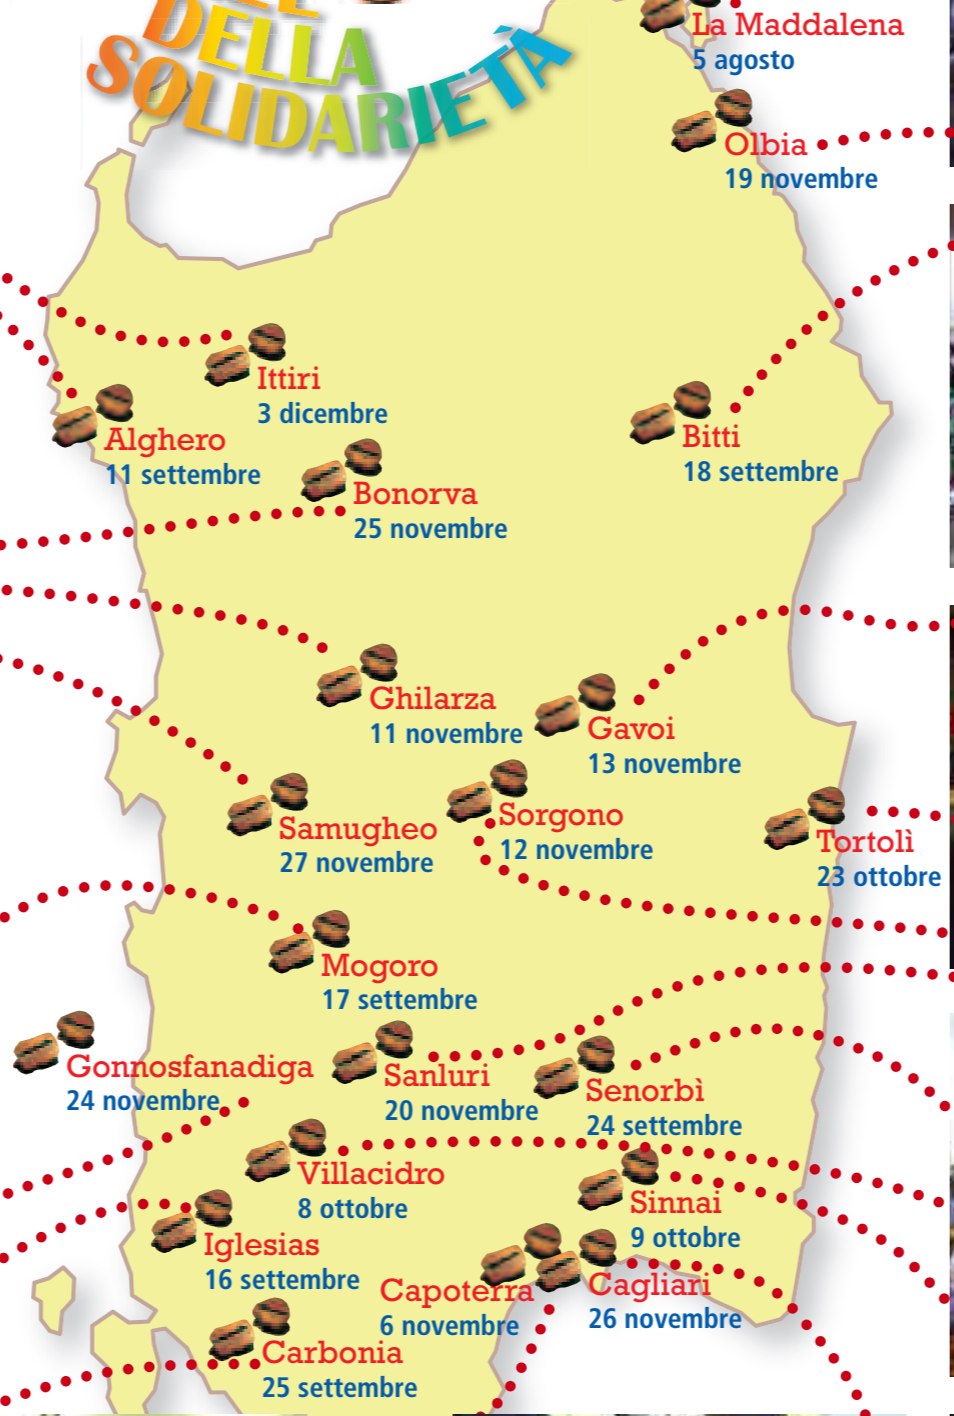 DELLA
SOLIDARIETÀ
La Maddalena
5 agosto
Olbia
19 novembre
Ittiri
3 dicembre
Alghero
11 settembre
Bitti
18 settembre
Bonorva
25 novembre
Ghilarza
11 novembre
Gavoi
13 novembre
Samugheo
27 novembre
Sorgono
12 novembre
Tortolì
23 ottobre
Mogoro
17 settembre
Gonnosfanadiga
24 novembre
Sanluri
20 novembre
Senorbì
24 settembre
Villacidro
8 ottobre
Sinnai
9 ottobre
Iglesias
16 settembre
Capoterra
6 novembre
Cagliari
26 novembre
Carbonia
25 settembre